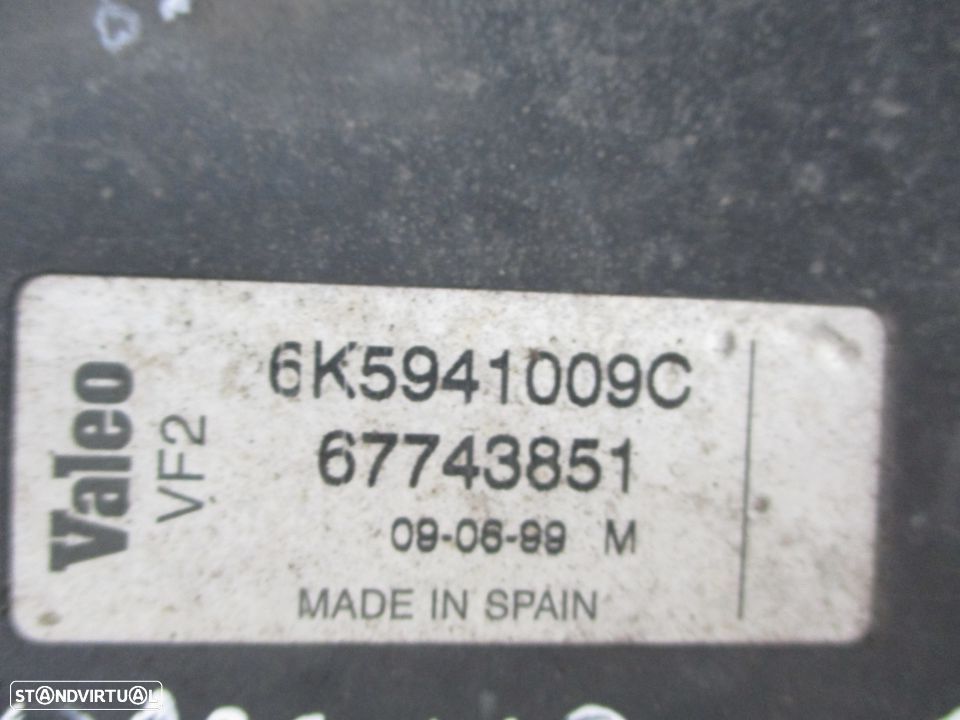 Valeo
VF2
6K5941009C
67743851
09-06-99 M
MADE IN SPAIN
STANDVIRTUAL